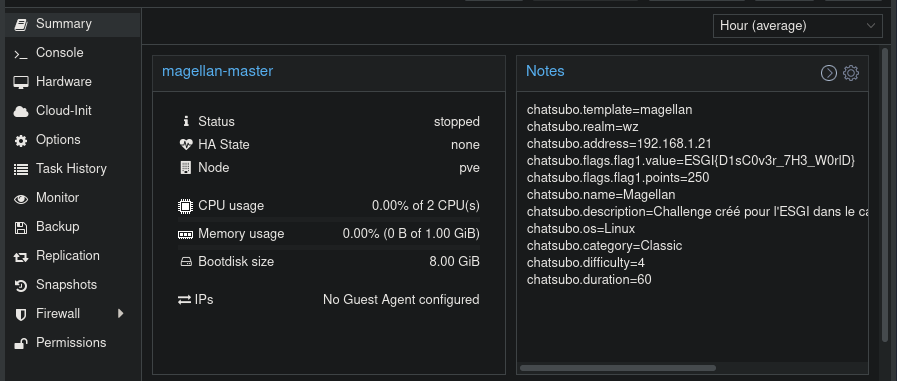 Summary
Console
Hardware
Cloud-Init
Options
Task History
Monitor
Backup
Replication
Snapshots
Firewall
Permissions
Hour (average)
magellan-master
Status stopped
HA State none
Node pve
CPU usage 0.00% of 2 CPU(s)
Memory usage 0.00% (0 B of 1.00 GiB)
Bootdisk size 8.00 GiB
IPs No Guest Agent configured
Notes
chatsubo.template=magellan
chatsubo.realm=wz
chatsubo.address=192.168.1.21
chatsubo.flags.flag1.value=ESGI{D1sC0v3r_7H3_W0rlD}
chatsubo.flags.flag1.points=250
chatsubo.name=Magellan
chatsubo.description=Challenge créé pour l'ESGI dans le
chatsubo.os=Linux
chatsubo.category=Classic
chatsubo.difficulty=4
chatsubo.duration=60